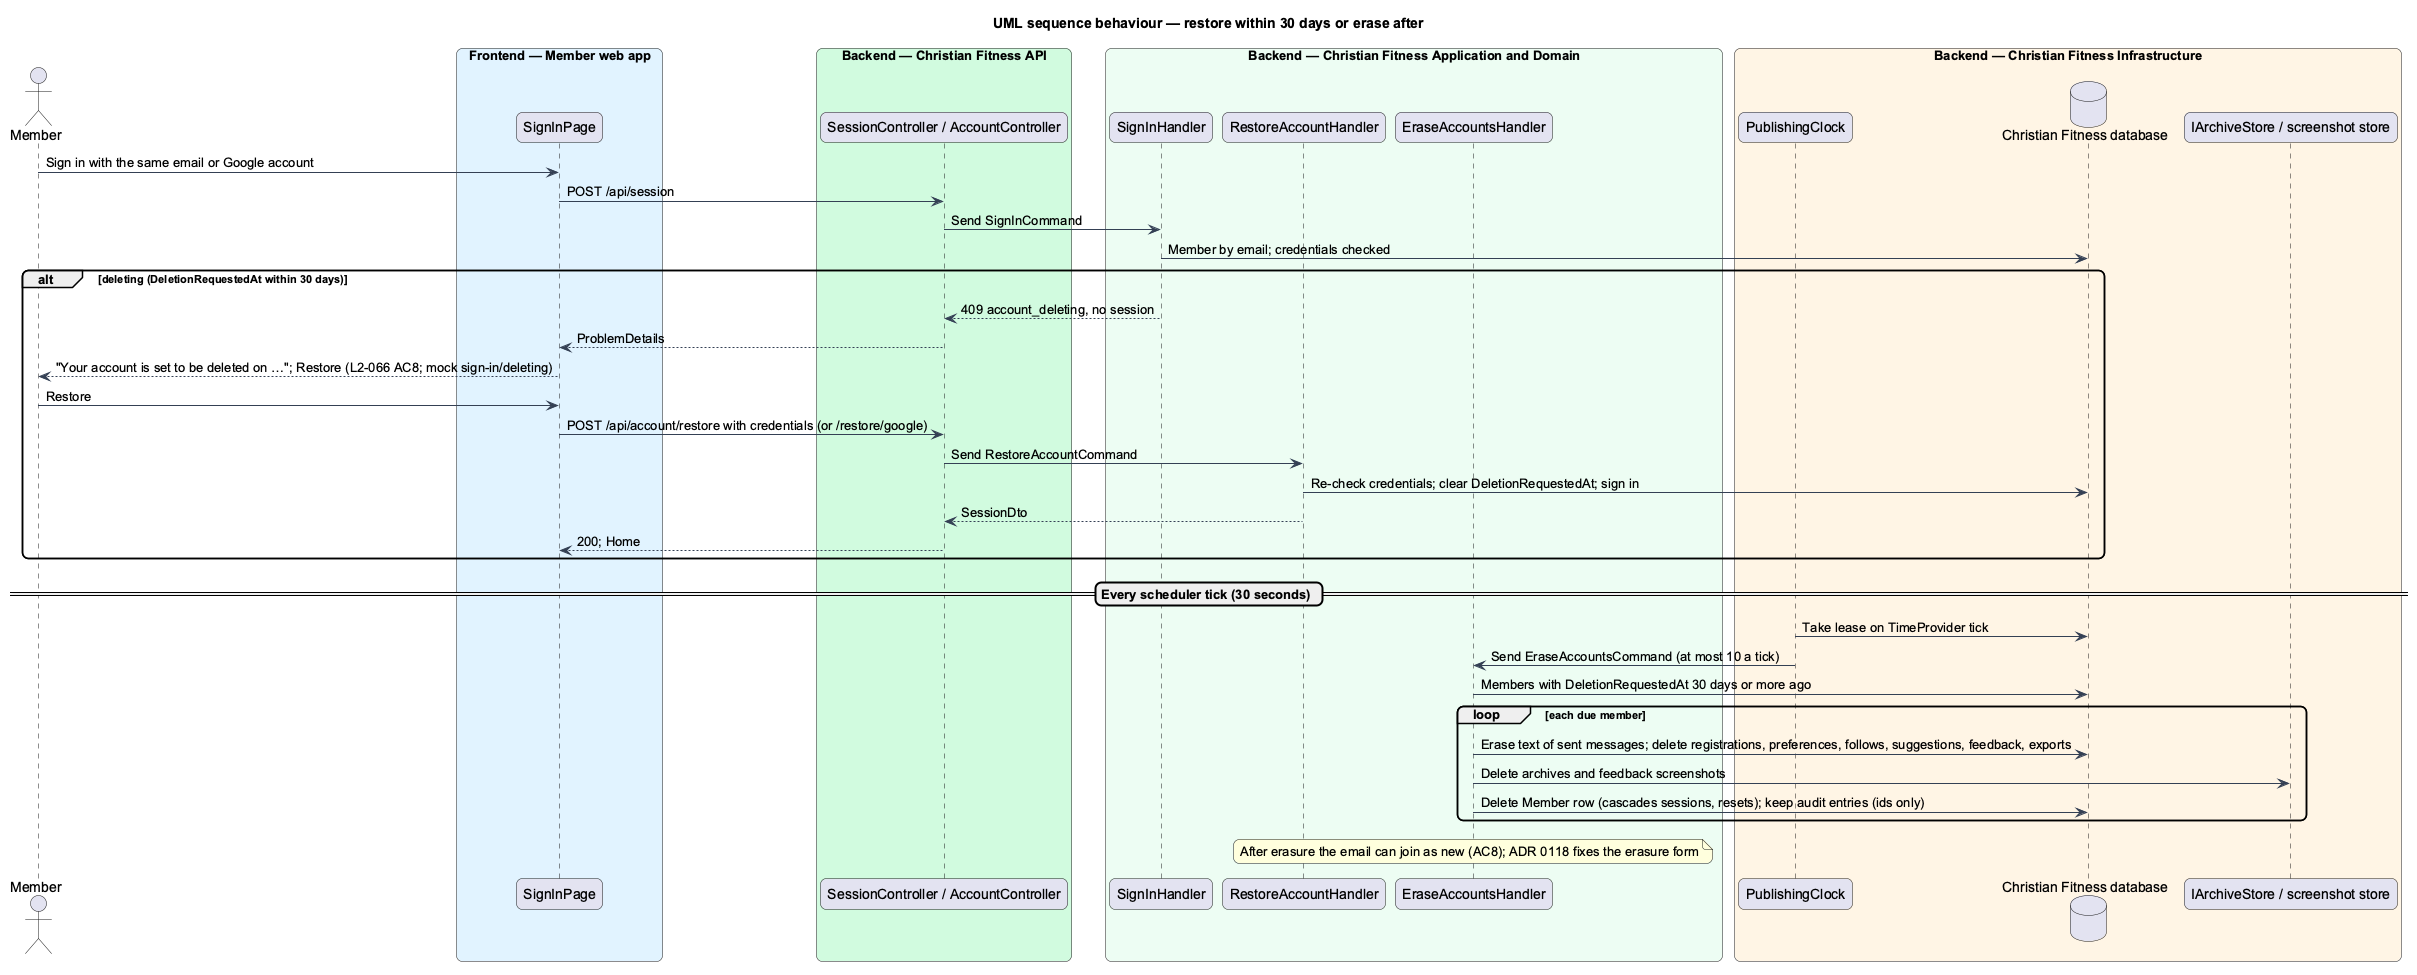 UML sequence behaviour — restore within 30 days or erase after
Frontend — Member web app
Backend — Christian Fitness API
Backend — Christian Fitness Application and Domain
Backend — Christian Fitness Infrastructure
Member
SignInPage
SessionController / AccountController
SignInHandler
RestoreAccountHandler
EraseAccountsHandler
PublishingClock
Christian Fitness database
IArchiveStore / screenshot store
Sign in with the same email or Google account
POST /api/session
Send SignInCommand
Member by email; credentials checked
alt
[deleting (DeletionRequestedAt within 30 days)]
409 account_deleting, no session
ProblemDetails
"Your account is set to be deleted on …"; Restore (L2-066 AC8; mock sign-in/deleting)
Restore
POST /api/account/restore with credentials (or /restore/google)
Send RestoreAccountCommand
Re-check credentials; clear DeletionRequestedAt; sign in
SessionDto
200; Home
Every scheduler tick (30 seconds)
Take lease on TimeProvider tick
Send EraseAccountsCommand (at most 10 a tick)
Members with DeletionRequestedAt 30 days or more ago
loop
[each due member]
Erase text of sent messages; delete registrations, preferences, follows, suggestions, feedback, exports
Delete archives and feedback screenshots
Delete Member row (cascades sessions, resets); keep audit entries (ids only)
After erasure the email can join as new (AC8); ADR 0118 fixes the erasure form
Member
SignInPage
SessionController / AccountController
SignInHandler
RestoreAccountHandler
EraseAccountsHandler
PublishingClock
Christian Fitness database
IArchiveStore / screenshot store